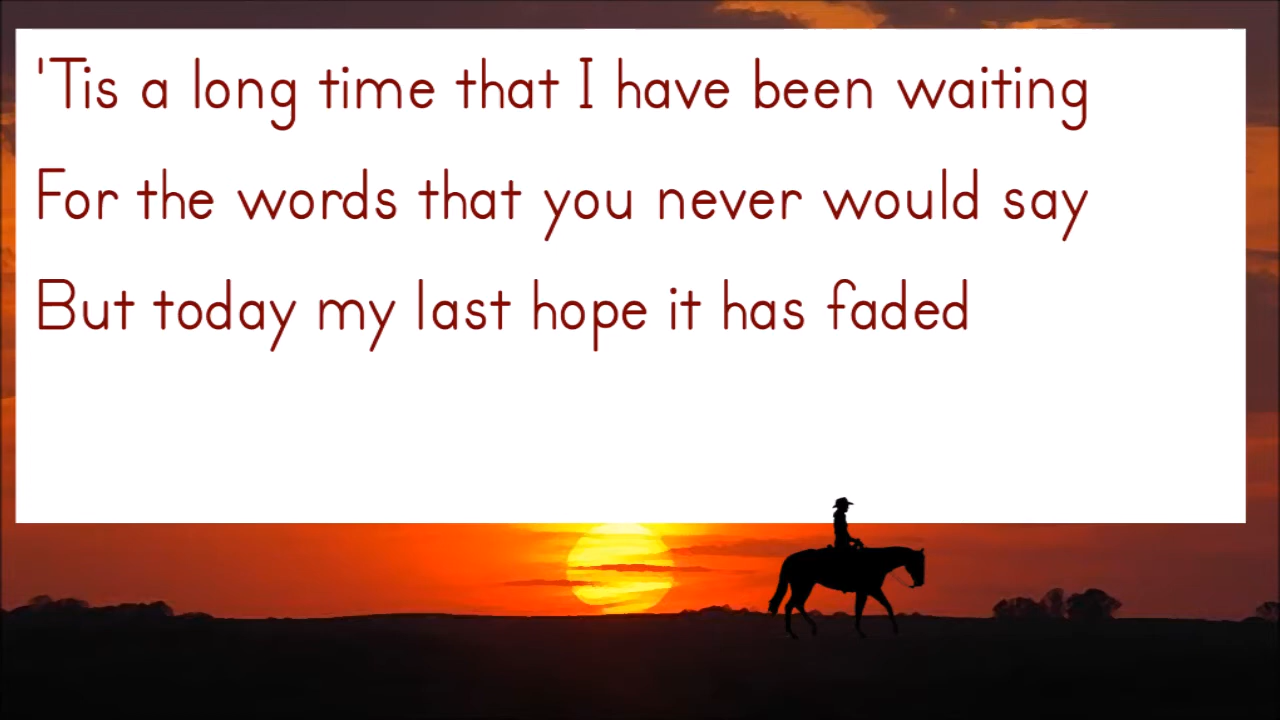 'Tis a long time that I have been waiting
For the words that you never would say
But today my last hope it has faded